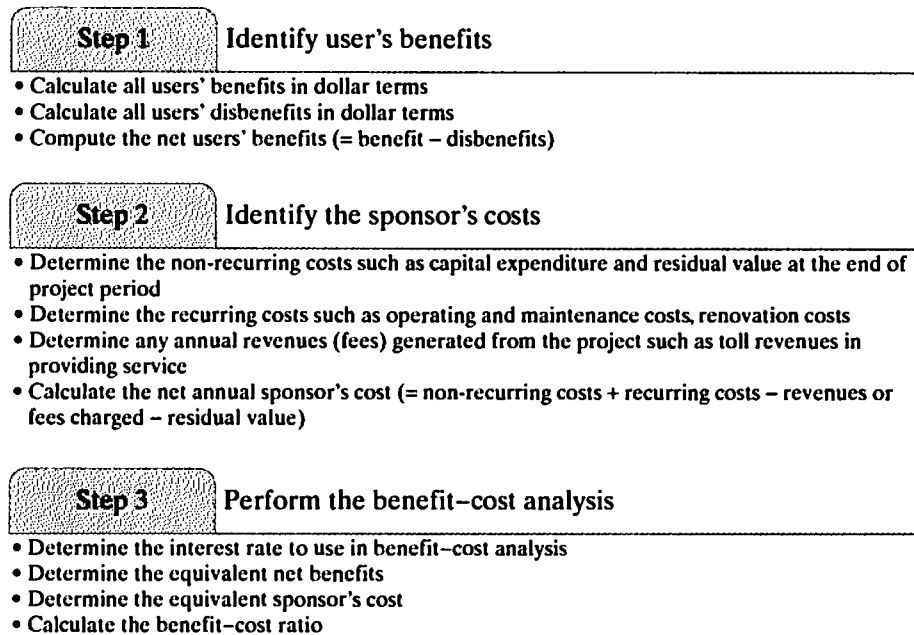 Step 1 Identify user's benefits
• Calculate all users' benefits in dollar terms
• Calculate all users' disbenefits in dollar terms
• Compute the net users' benefits (= benefit – disbenefits)
Step 2 Identify the sponsor's costs
• Determine the non-recurring costs such as capital expenditure and residual value at the end of
project period
• Determine the recurring costs such as operating and maintenance costs, renovation costs
• Determine any annual revenues (fees) generated from the project such as toll revenues in
providing service
• Calculate the net annual sponsor's cost (= non-recurring costs + recurring costs – revenues or
fees charged – residual value)
Step 3 Perform the benefit–cost analysis
• Determine the interest rate to use in benefit–cost analysis
• Determine the equivalent net benefits
• Determine the equivalent sponsor's cost
• Calculate the benefit–cost ratio